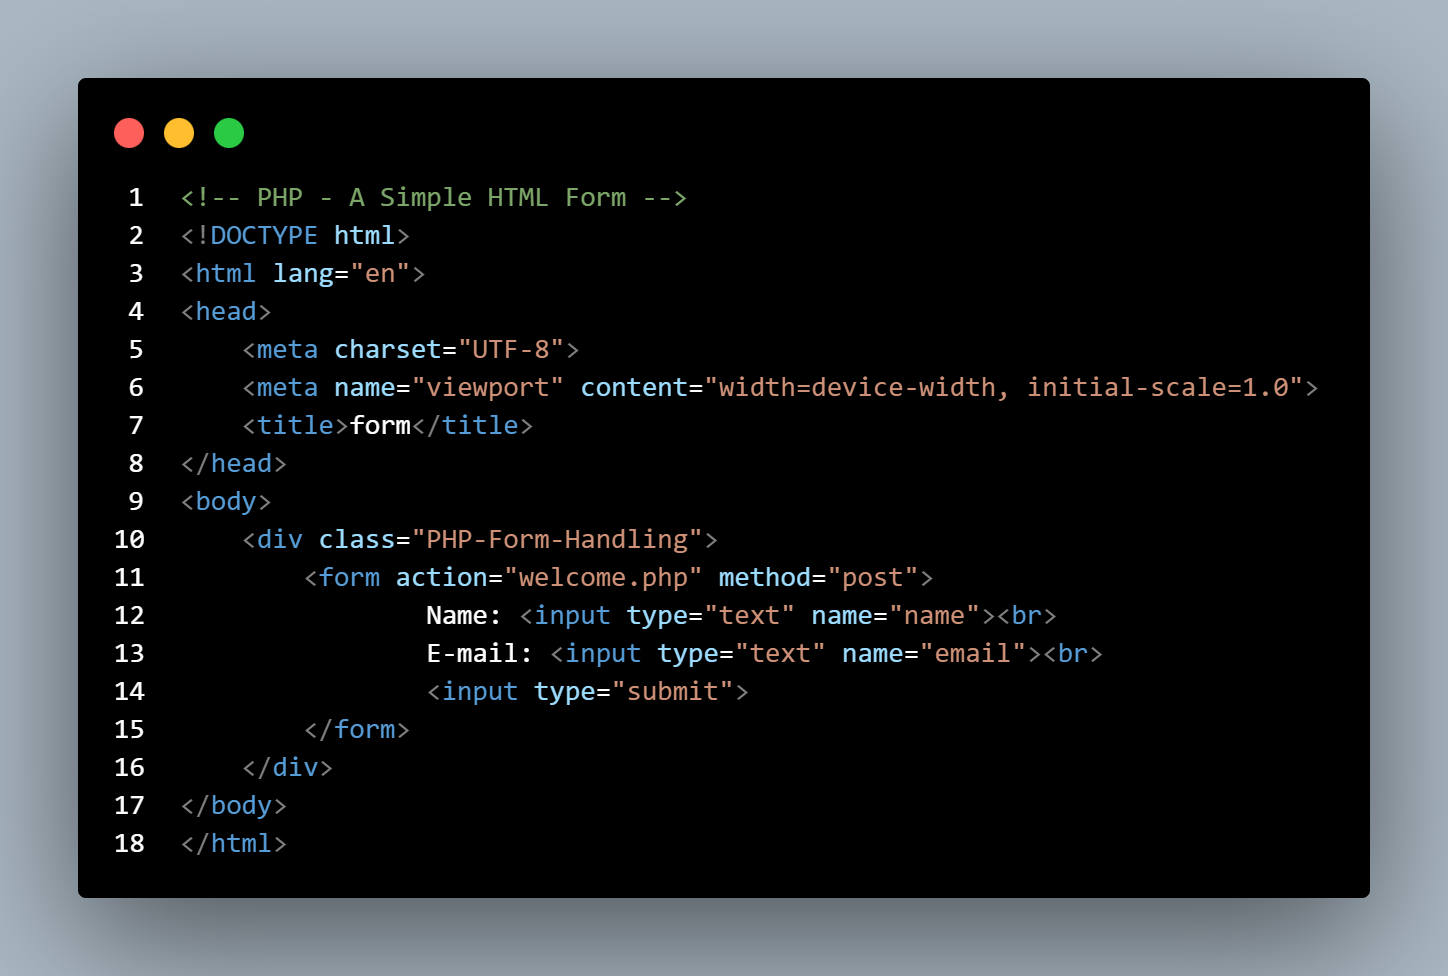 1 <!-- PHP - A Simple HTML Form -->
2 <!DOCTYPE html>
3 <html lang="en">
4 <head>
5     <meta charset="UTF-8">
6     <meta name="viewport" content="width=device-width, initial-scale=1.0">
7     <title>form</title>
8 </head>
9 <body>
10     <div class="PHP-Form-Handling">
11         <form action="welcome.php" method="post">
12                 Name: <input type="text" name="name"><br>
13                 E-mail: <input type="text" name="email"><br>
14                 <input type="submit">
15         </form>
16     </div>
17 </body>
18 </html>